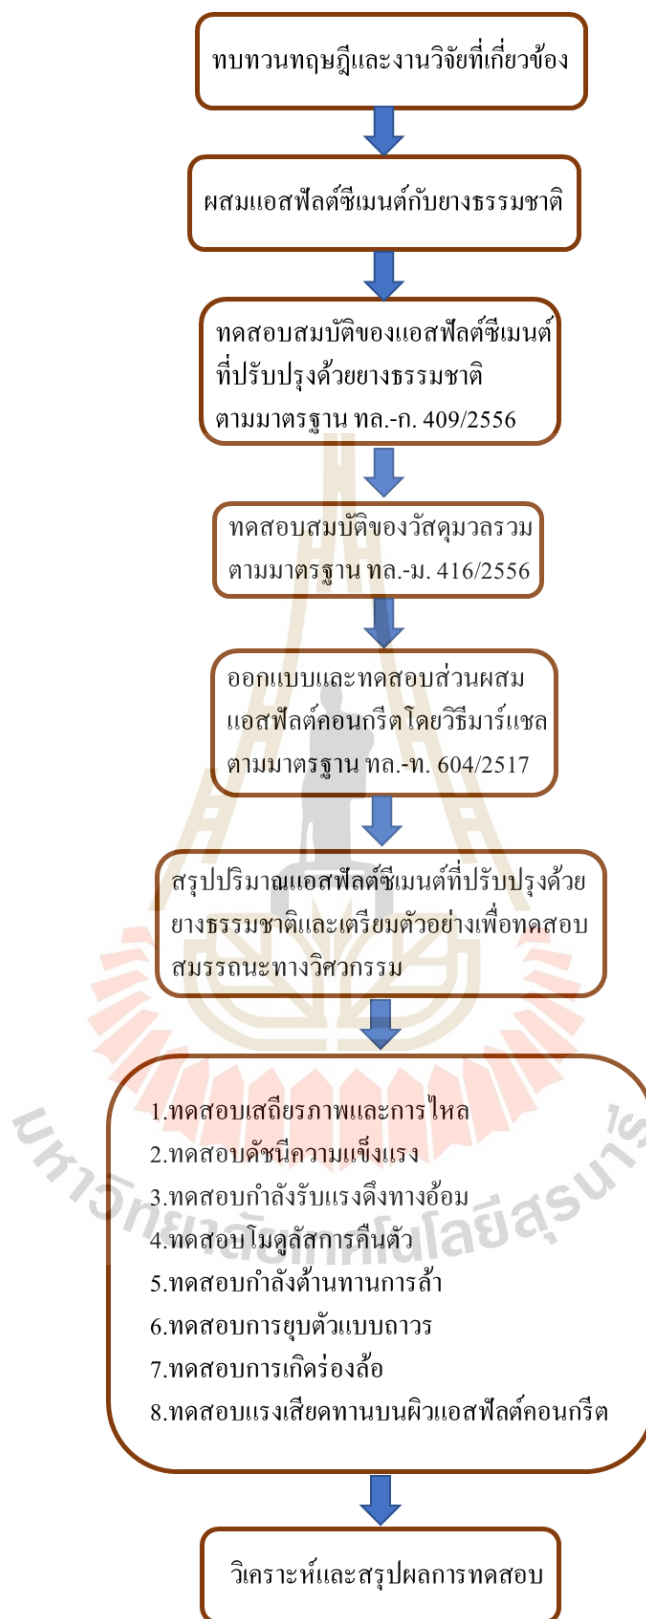 ทบทวนทฤษฎีและงานวิจัยที่เกี่ยวข้อง
ผสมแอสฟัลต์ซีเมนต์กับยางธรรมชาติ
ทดสอบสมบัติของแอสฟัลต์ซีเมนต์
ที่ปรับปรุงด้วยยางธรรมชาติ
ตามมาตรฐาน ทล.-ก. 409/2556
ทดสอบสมบัติของวัสดุมวลรวม
ตามมาตรฐาน ทล.-ม. 416/2556
ออกแบบและทดสอบส่วนผสม
แอสฟัลต์คอนกรีตโดยวิธีมาร์แชล
ตามมาตรฐาน ทล.-ท. 604/2517
สรุปปริมาณแอสฟัลต์ซีเมนต์ที่ปรับปรุงด้วย
ยางธรรมชาติและเตรียมตัวอย่างเพื่อทดสอบ
สมรรถนะทางวิศวกรรม
1.ทดสอบเสถียรภาพและการไหล
2.ทดสอบดัชนีความแข็งแรง
3.ทดสอบกำลังรับแรงดึงทางอ้อม
4.ทดสอบโมดูลัสการคืนตัว
5.ทดสอบกำลังต้านทานการล้า
6.ทดสอบการยุบตัวแบบถาวร
7.ทดสอบการเกิดร่องล้อ
8.ทดสอบแรงเสียดทานบนผิวแอสฟัลต์คอนกรีต
มหาวิทยาลัยเทคโนโลยีสุรนารี
วิเคราะห์และสรุปผลการทดสอบ